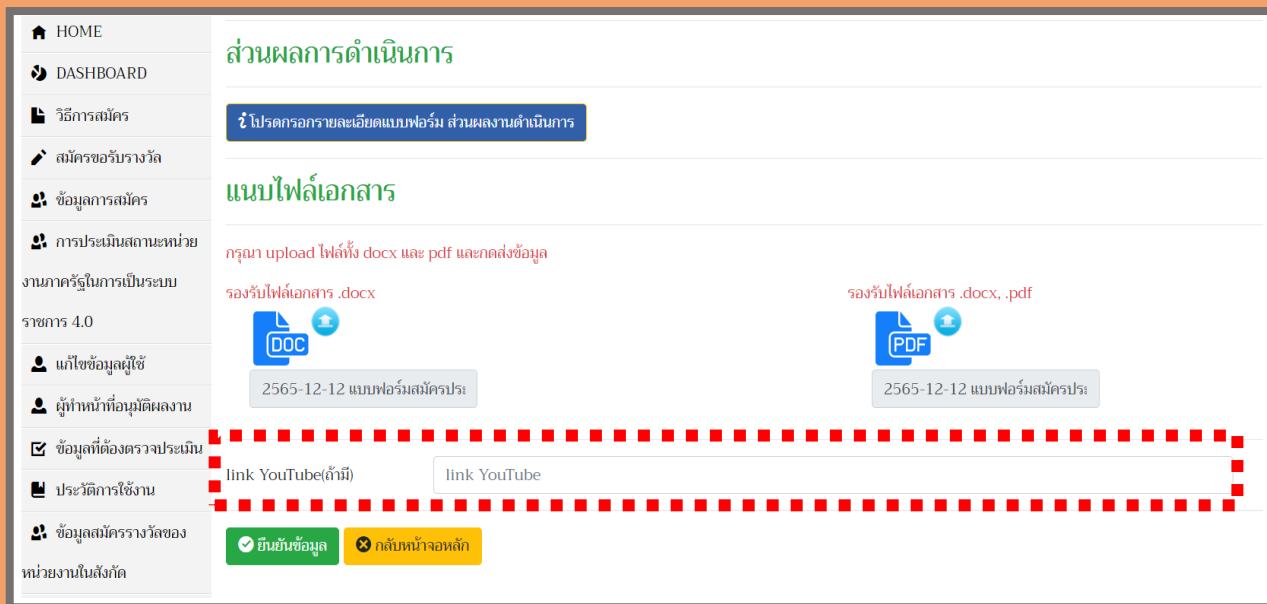 HOME
DASHBOARD
วิธีการสมัคร
สมัครขอรับรางวัล
ข้อมูลการสมัคร
การประเมินสถานะหน่วย
งานภาครัฐในการเป็นระบบ
ราชการ 4.0
แก้ไขข้อมูลผู้ใช้
ผู้ทำหน้าที่อนุมัติผลงาน
ข้อมูลที่ต้องตรวจประเมิน
ประวัติการใช้งาน
ข้อมูลสมัครรางวัลของ
หน่วยงานในสังกัด
ส่วนผลการดำเนินการ
โปรดกรอกรายละเอียดแบบฟอร์ม ส่วนผลงานดำเนินการ
แนบไฟล์เอกสาร
กรุณา upload ไฟล์ทั้ง docx และ pdf และกดส่งข้อมูล
รองรับไฟล์เอกสาร .docx
DOC
2565-12-12 แบบฟอร์มสมัครประ
รองรับไฟล์เอกสาร .docx, .pdf
PDF
2565-12-12 แบบฟอร์มสมัครประ
link YouTube(ถ้ามี)
link YouTube
ยืนยันข้อมูล
กลับหน้าจอหลัก